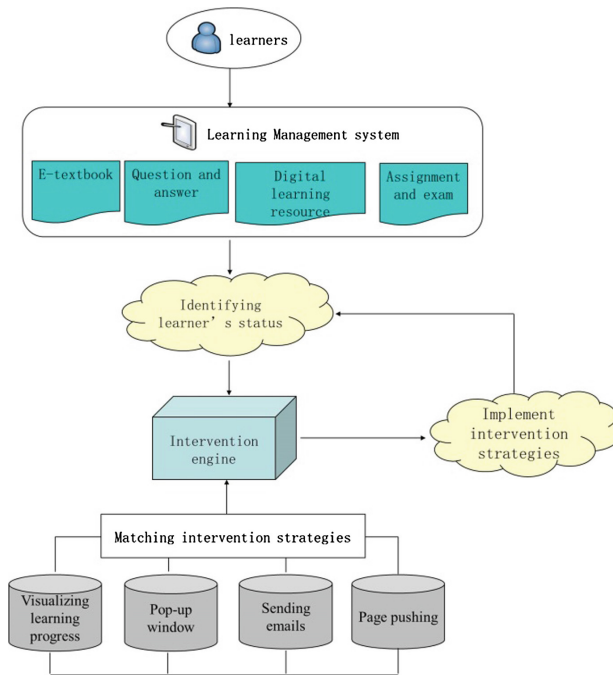 learners
Learning Management system
E-textbook
Question and
answer
Digital
learning
resource
Assignment
and exam
Identifying
learner’s status
Intervention
engine
Implement
intervention
strategies
Matching intervention strategies
Visualizing
learning
progress
Pop-up
window
Sending
emails
Page pushing